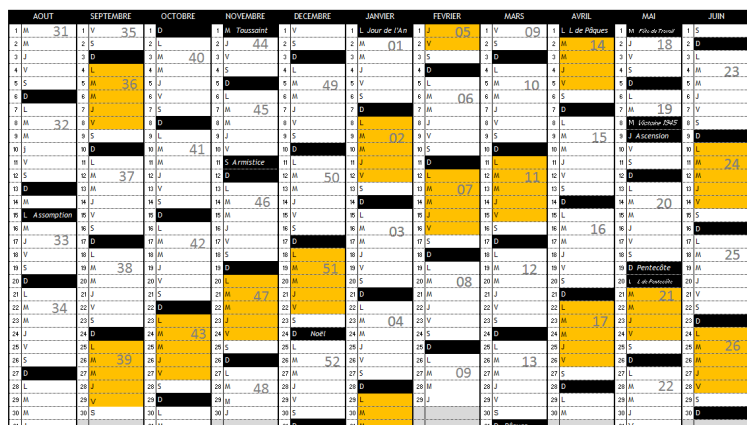 AOUT
1 M 31
2 M
3 J
4 V
5 S
6 D
7 L
8 M 32
9 M
10 j
11 V
12 S
13 D
14 M
15 L Assomption
16 M
17 J 33
18 V
19 S
20 D
21 L
22 M 34
23 M
24 J
25 V
26 S
27 D
28 L
29 M
30 M
SEPTEMBRE
1 V 35
2 S
3 D
4 L
5 M 36
6 M
7 J
8 V
9 S
10 D
11 L
12 M 37
13 M
14 J
15 V
16 S
17 D
18 L
19 M 38
20 M
21 J
22 V
23 S
24 D
25 L
26 M 39
27 M
28 J
29 V
30 S
OCTOBRE
1 D
2 L
3 M 40
4 M
5 J
6 V
7 S
8 D
9 L
10 M 41
11 M
12 J
13 V
14 S
15 D
16 L
17 M 42
18 M
19 J
20 V
21 S
22 D
23 L
24 M 43
25 M
26 J
27 V
28 S
29 D
30 L
NOVEMBRE
1 M Toussaint
2 J 44
3 V
4 S
5 D
6 L
7 M 45
8 M
9 J
10 V
11 S Armistice
12 D
13 L
14 M 46
15 M
16 J
17 V
18 S
19 D
20 L
21 M 47
22 M
23 J
24 V
25 S
26 D
27 L
28 M 48
29 M
30 J
DECEMBRE
1 V
2 S
3 D
4 L
5 M 49
6 M
7 J
8 V
9 S
10 D
11 L
12 M 50
13 M
14 J
15 V
16 S
17 D
18 L
19 M 51
20 M
21 J
22 V
23 S
24 D Noël
25 L
26 M 52
27 M
28 J
29 V
30 S
JANVIER
1 L Jour de l'An
2 M 01
3 M
4 J
5 V
6 S
7 D
8 L
9 M 02
10 M
11 J
12 V
13 S
14 D
15 L
16 M 03
17 M
18 J
19 V
20 S
21 D
22 L
23 M 04
24 M
25 J
26 V
27 S
28 D
29 L
30 M
FEVRIER
1 J 05
2 V
3 S
4 D
5 L
6 M 06
7 M
8 J
9 V
10 S
11 D
12 L
13 M 07
14 M
15 J
16 V
17 S
18 D
19 L
20 M 08
21 M
22 J
23 V
24 S
25 D
26 L
27 M 09
28 M
29 J
MARS
1 V 09
2 S
3 D
4 L
5 M 10
6 M
7 J
8 V
9 S
10 D
11 L
12 M 11
13 M
14 J
15 V
16 S
17 D
18 L
19 M 12
20 M
21 J
22 V
23 S
24 D
25 L
26 M 13
27 M
28 J
29 V
30 S
AVRIL
1 L L de Pâques
2 M 14
3 M
4 J
5 V
6 S
7 D
8 L
9 M 15
10 M
11 J
12 V
13 S
14 D
15 L
16 M 16
17 M
18 J
19 V
20 S
21 D
22 L
23 M 17
24 M
25 J
26 V
27 S
28 D
29 L
30 M
MAI
1 M Fête du Travail
2 J 18
3 V
4 S
5 D
6 L
7 M 19
8 M Victoire 1945
9 J Ascension
10 V
11 S
12 D
13 L
14 M 20
15 M
16 J
17 V
18 S
19 D Pentecôte
20 L L de Pentecôte
21 M 21
22 M
23 J
24 V
25 S
26 D
27 L
28 M 22
29 M
30 J
JUIN
1 S
2 D
3 L
4 M 23
5 M
6 J
7 V
8 S
9 D
10 L
11 M 24
12 M
13 J
14 V
15 S
16 D
17 L
18 M 25
19 M
20 J
21 V
22 S
23 D
24 L
25 M 26
26 M
27 J
28 V
29 S
30 D